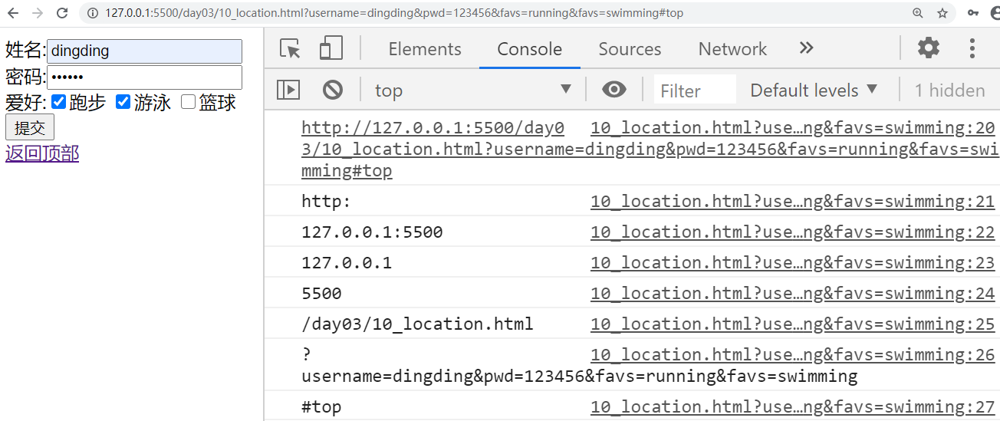 127.0.0.1:5500/day03/10_location.html?username=dingding&pwd=123456&favs=running&favs=swimming#top
姓名:dingding
密码:••••••
爱好: 跑步 游泳 篮球
提交
返回顶部
Elements Console Sources Network »
top Filter Default levels ▼ 1 hidden
http://127.0.0.1:5500/day0 10_location.html?use…ng&favs=swimming:20
3/10_location.html?username=dingding&pwd=123456&favs=running&favs=swi
mming#top
http: 10_location.html?use…ng&favs=swimming:21
127.0.0.1:5500 10_location.html?use…ng&favs=swimming:22
127.0.0.1 10_location.html?use…ng&favs=swimming:23
5500 10_location.html?use…ng&favs=swimming:24
/day03/10_location.html 10_location.html?use…ng&favs=swimming:25
? 10_location.html?use…ng&favs=swimming:26
username=dingding&pwd=123456&favs=running&favs=swimming
#top 10_location.html?use…ng&favs=swimming:27